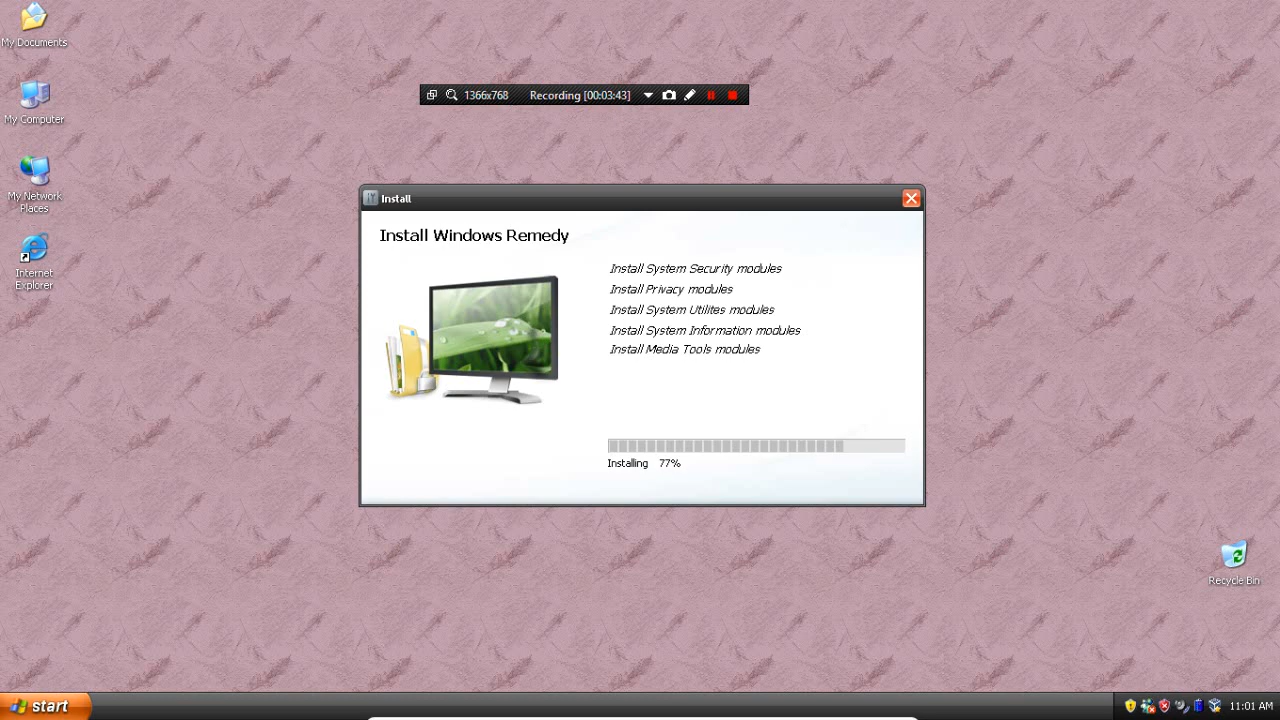 My Documents
1366x768 Recording [00:03:43]
My Computer
My Network
Places
Internet
Explorer
Install
Install Windows Remedy
Install System Security modules
Install Privacy modules
Install System Utilites modules
Install System Information modules
Install Media Tools modules
Installing 77%
Recycle Bin
start
11:01 AM